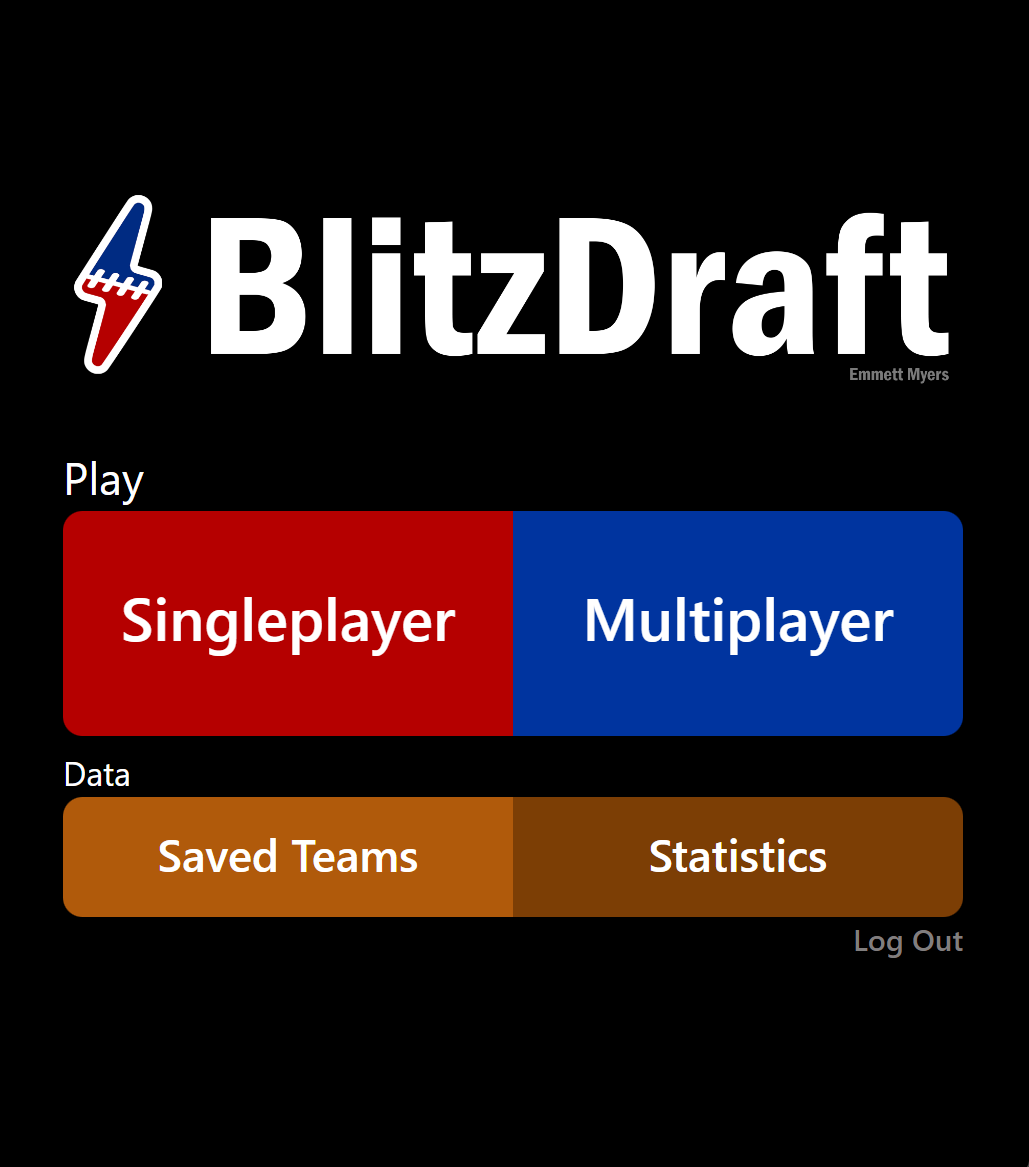 BlitzDraft
Emmett Myers
Play
Singleplayer Multiplayer
Data
Saved Teams Statistics
Log Out